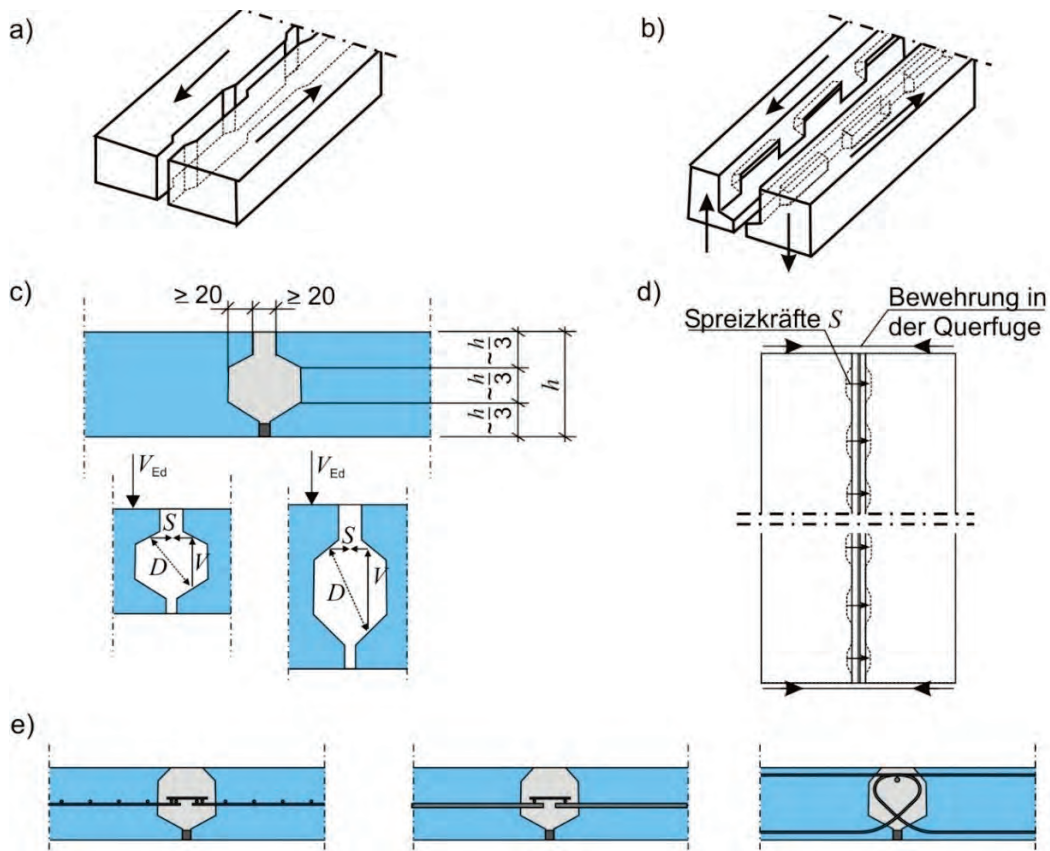 a)
b)
c)
≥ 20
≥ 20
~h/3
~h/3
~h/3
h
d)
Bewehrung in
der Querfuge
Spreizkräfte S
V_Ed
S
D
V
V_Ed
S
D
V
e)